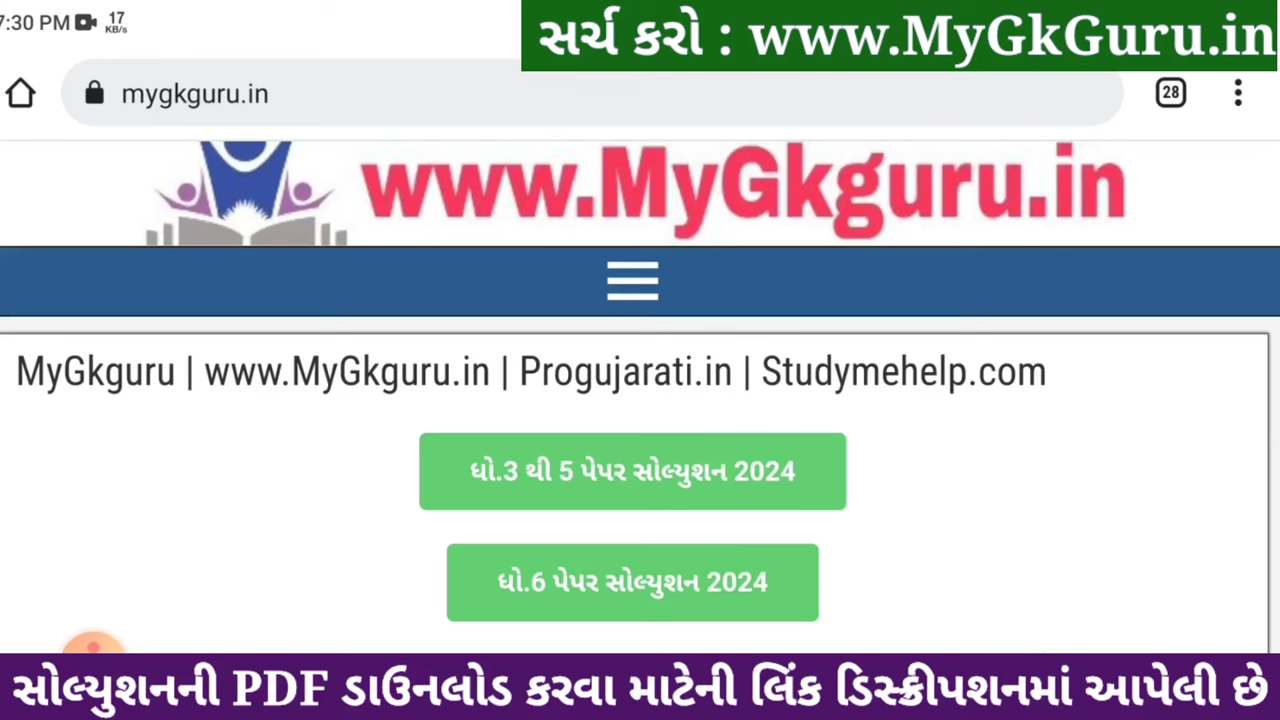 7:30 PM 17 KB/s
સર્ચ કરો : www.MyGkGuru.in
mygkguru.in 28
www.MyGkguru.in
MyGkguru | www.MyGkguru.in | Progujarati.in | Studymehelp.com
ધો.3 થી 5 પેપર સોલ્યુશન 2024
ધો.6 પેપર સોલ્યુશન 2024
સોલ્યુશનની PDF ડાઉનલોડ કરવા માટેની લિંક ડિસ્ક્રીપશનમાં આપેલી છે